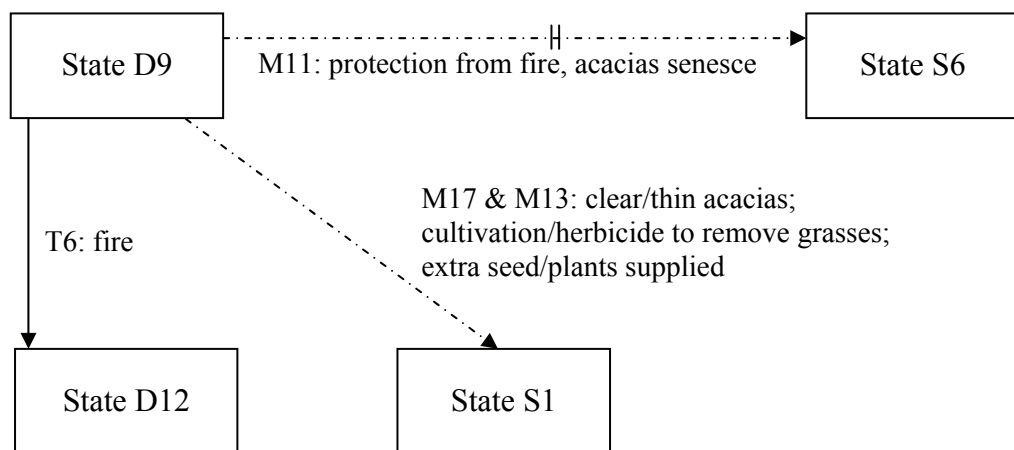 State D9
State S6
M11: protection from fire, acacias senesce
M17 & M13: clear/thin acacias;
cultivation/herbicide to remove grasses;
extra seed/plants supplied
T6: fire
State D12
State S1